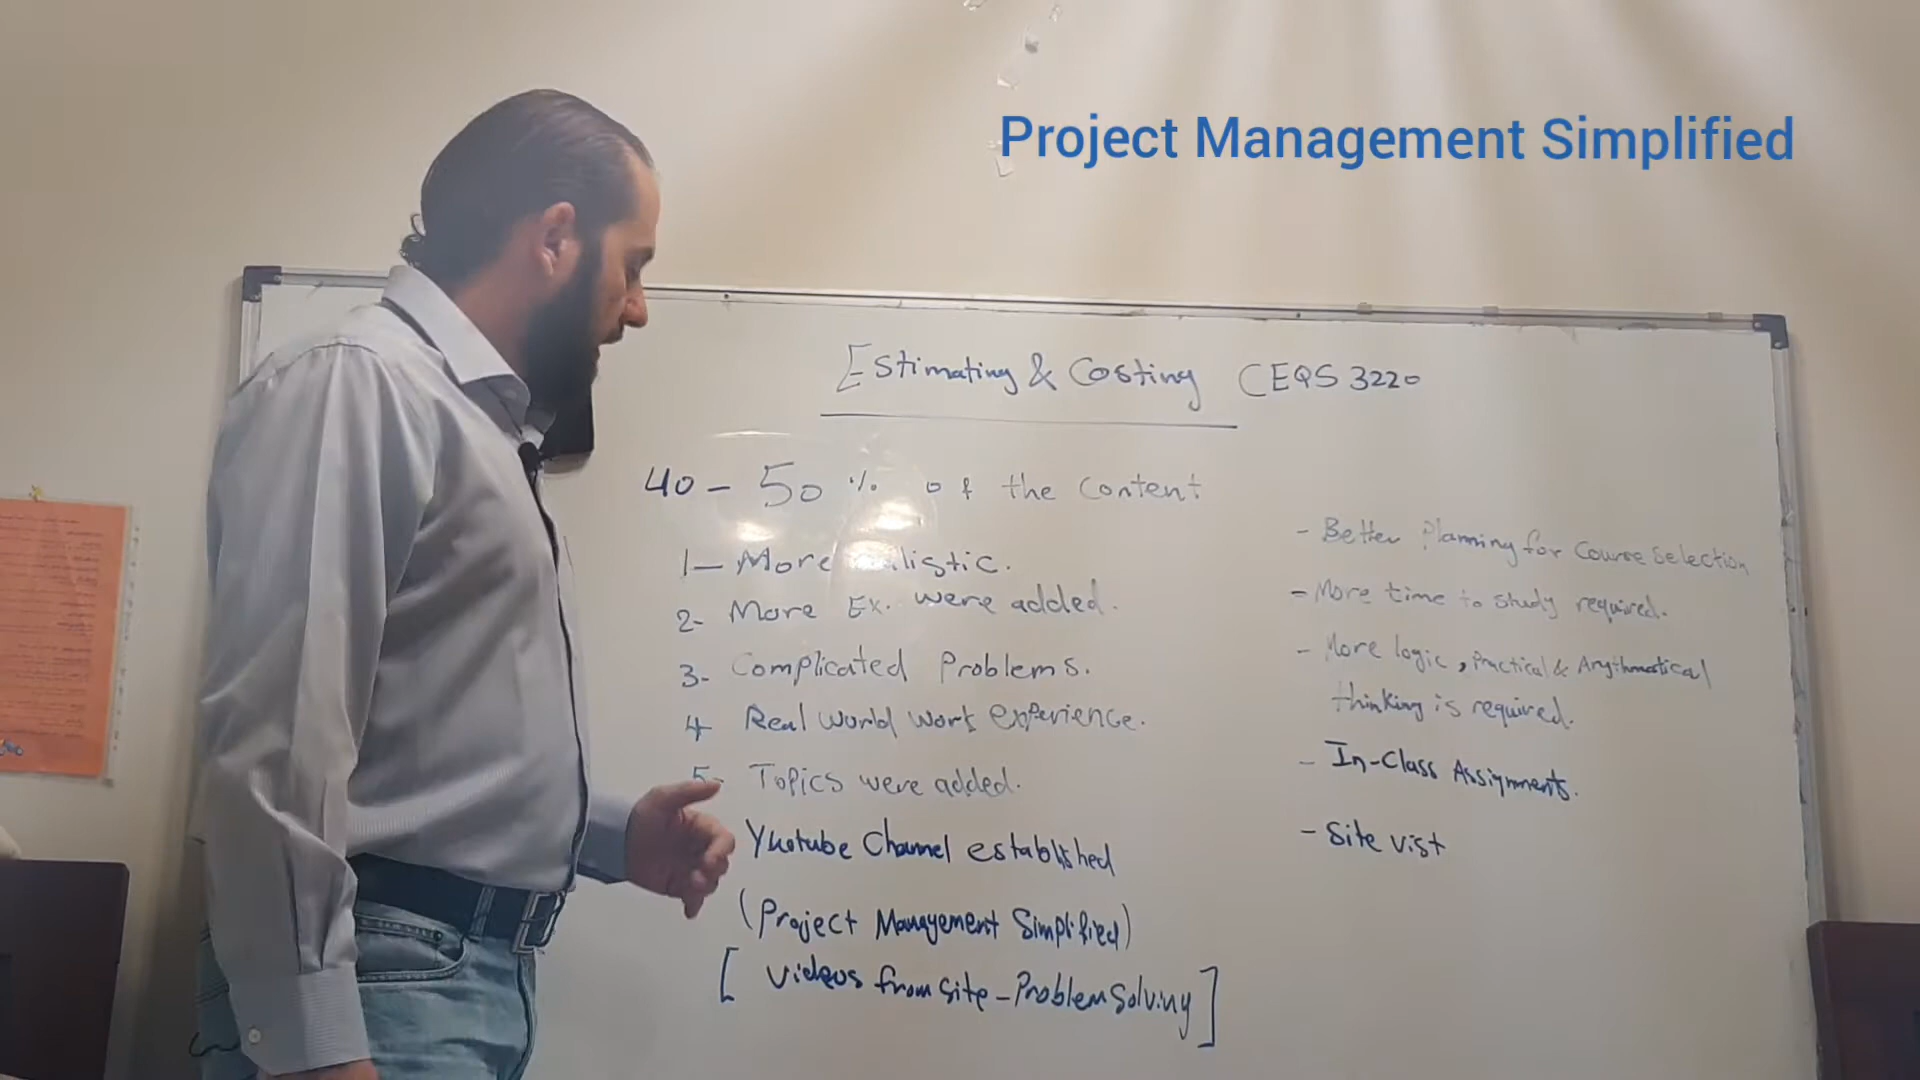 Project Management Simplified
Estimating & Costing CEQS 3220
40 - 50 % of the Content
1- More listic.
2- More Ex. were added.
3- Complicated Problems.
4 Real world work experience.
5- Topics were added.
Youtube Channel established
(Project Management Simplified)
[ videos from site - Problem Solving ]
- Better Planning for Course Selection
- More time to study required.
- More logic, Practical & Arythmatical
thinking is required.
- In-Class Assignments.
- Site vist